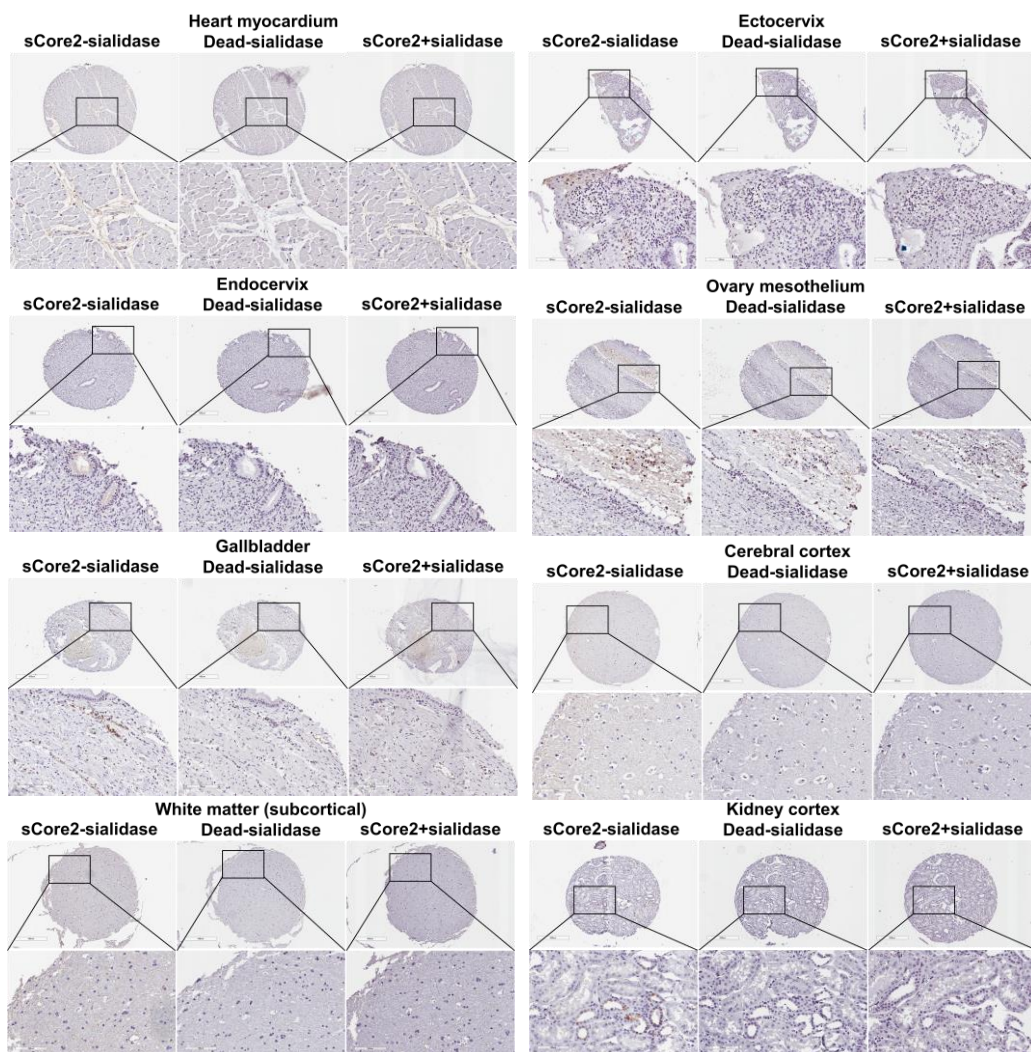 Heart myocardium
sCore2-sialidase Dead-sialidase sCore2+sialidase
Ectocervix
sCore2-sialidase Dead-sialidase sCore2+sialidase
Endocervix
sCore2-sialidase Dead-sialidase sCore2+sialidase
Ovary mesothelium
sCore2-sialidase Dead-sialidase sCore2+sialidase
Gallbladder
sCore2-sialidase Dead-sialidase sCore2+sialidase
Cerebral cortex
sCore2-sialidase Dead-sialidase sCore2+sialidase
White matter (subcortical)
sCore2-sialidase Dead-sialidase sCore2+sialidase
Kidney cortex
sCore2-sialidase Dead-sialidase sCore2+sialidase